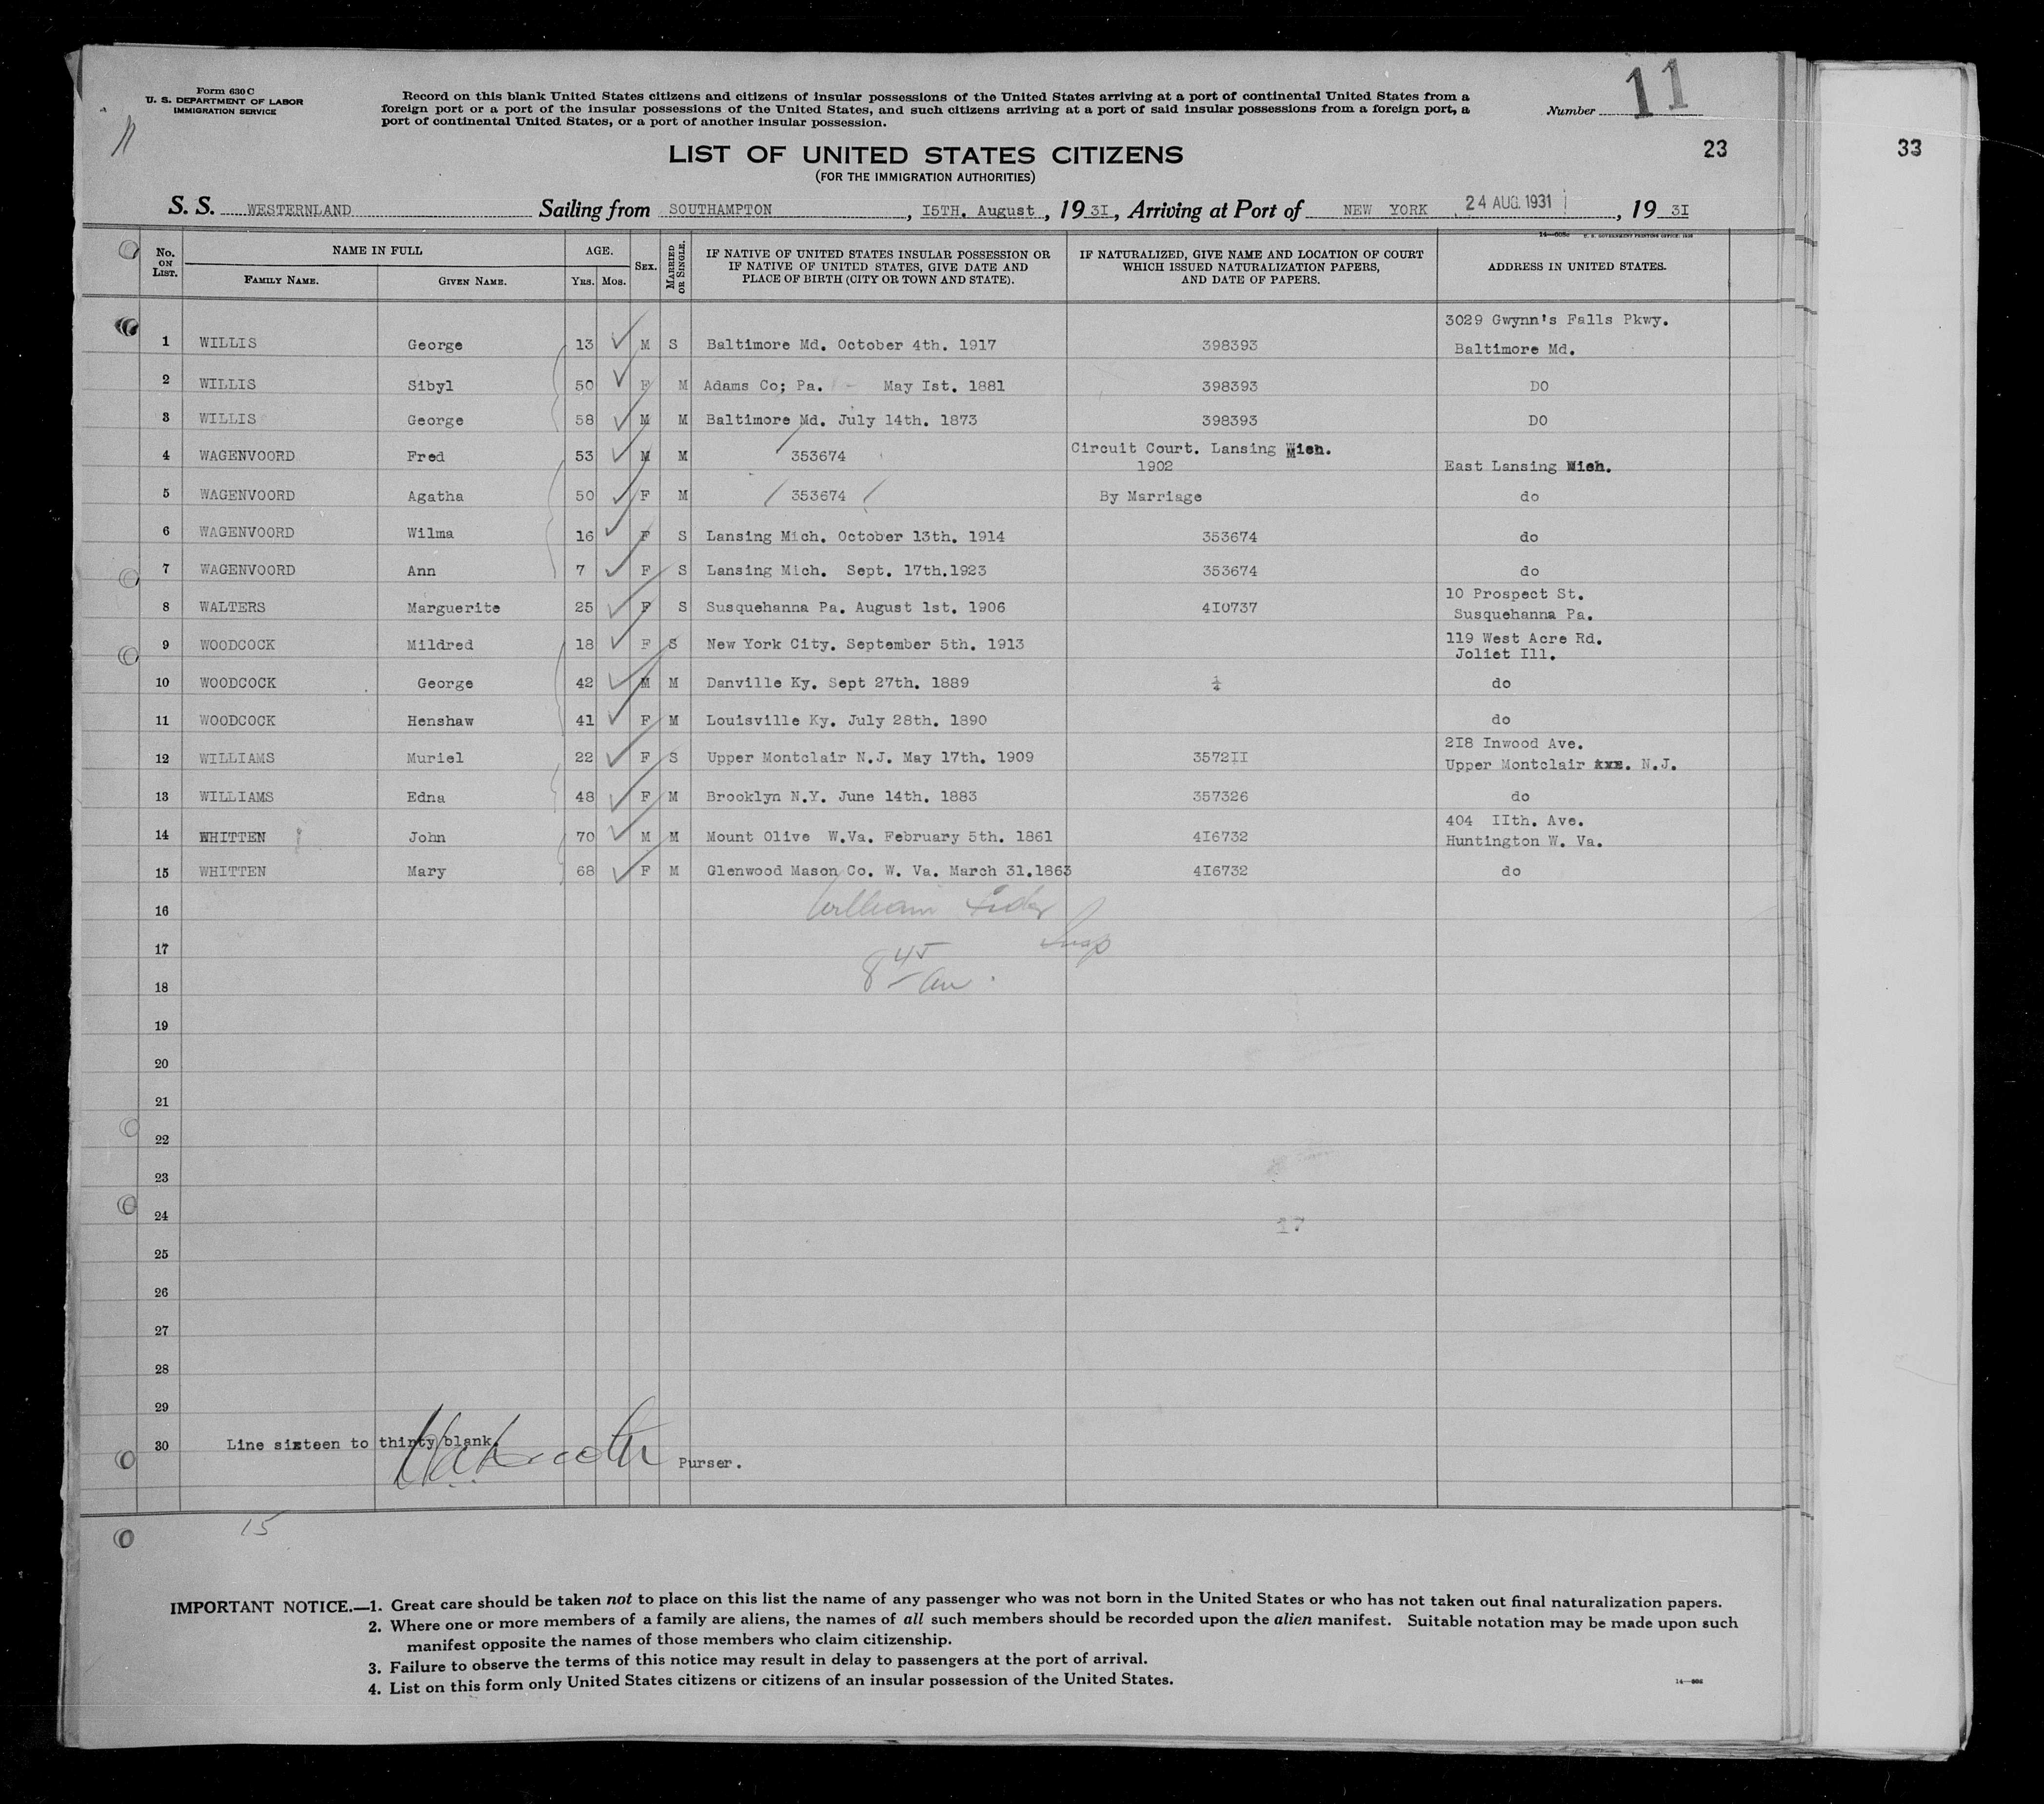 Form 630 C
U. S. DEPARTMENT OF LABOR
IMMIGRATION SERVICE
11
Record on this blank United States citizens and citizens of insular possessions of the United States arriving at a port of continental United States from a
foreign port or a port of the insular possessions of the United States, and such citizens arriving at a port of said insular possessions from a foreign port, a
port of continental United States, or a port of another insular possession.
Number 11
23
33
LIST OF UNITED STATES CITIZENS
(FOR THE IMMIGRATION AUTHORITIES)
S. S. WESTERNLAND Sailing from SOUTHAMPTON , I5TH. August , 19 3I , Arriving at Port of NEW YORK 24 AUG. 1931 , 19 3I
No. ON LIST. NAME IN FULL AGE. SEX. MARRIED OR SINGLE. IF NATIVE OF UNITED STATES INSULAR POSSESSION OR IF NATIVE OF UNITED STATES, GIVE DATE AND PLACE OF BIRTH (CITY OR TOWN AND STATE). IF NATURALIZED, GIVE NAME AND LOCATION OF COURT WHICH ISSUED NATURALIZATION PAPERS, AND DATE OF PAPERS. ADDRESS IN UNITED STATES.
FAMILY NAME. GIVEN NAME. YRS. MOS.
3029 Gwynn's Falls Pkwy.
1 WILLIS George 13 M S Baltimore Md. October 4th. 1917 398393 Baltimore Md.
2 WILLIS Sibyl 50 F M Adams Co; Pa. - May Ist. 1881 398393 DO
3 WILLIS George 58 M M Baltimore Md. July 14th. 1873 398393 DO
4 WAGENVOORD Fred 53 M M 353674 Circuit Court. Lansing Mich.
1902 East Lansing Mich.
5 WAGENVOORD Agatha 50 F M 353674 By Marriage do
6 WAGENVOORD Wilma 16 F S Lansing Mich. October 13th. 1914 353674 do
7 WAGENVOORD Ann 7 F S Lansing Mich. Sept. 17th.1923 353674 do
10 Prospect St.
8 WALTERS Marguerite 25 F S Susquehanna Pa. August 1st. 1906 4I0737 Susquehanna Pa.
9 WOODCOCK Mildred 18 F S New York City. September 5th. 1913 119 West Acre Rd.
Joliet Ill.
10 WOODCOCK George 42 M M Danville Ky. Sept 27th. 1889 do
11 WOODCOCK Henshaw 41 F M Louisville Ky. July 28th. 1890 do
2I8 Inwood Ave.
12 WILLIAMS Muriel 22 F S Upper Montclair N.J. May 17th. 1909 3572II Upper Montclair xxx. N.J.
13 WILLIAMS Edna 48 F M Brooklyn N.Y. June 14th. 1883 357326 do
404 IIth. Ave.
14 WHITTEN John 70 M M Mount Olive W.Va. February 5th. 1861 4I6732 Huntington W. Va.
15 WHITTEN Mary 68 F M Glenwood Mason Co. W. Va. March 31.1863 4I6732 do
16 William
17 Insp
8 45 am.
18
19
20
21
22
23
24 17
25
26
27
28
29
30 Line sixteen to thirty blank.
Purser.
15
IMPORTANT NOTICE.—1. Great care should be taken not to place on this list the name of any passenger who was not born in the United States or who has not taken out final naturalization papers.
2. Where one or more members of a family are aliens, the names of all such members should be recorded upon the alien manifest. Suitable notation may be made upon such
manifest opposite the names of those members who claim citizenship.
3. Failure to observe the terms of this notice may result in delay to passengers at the port of arrival.
4. List on this form only United States citizens or citizens of an insular possession of the United States.